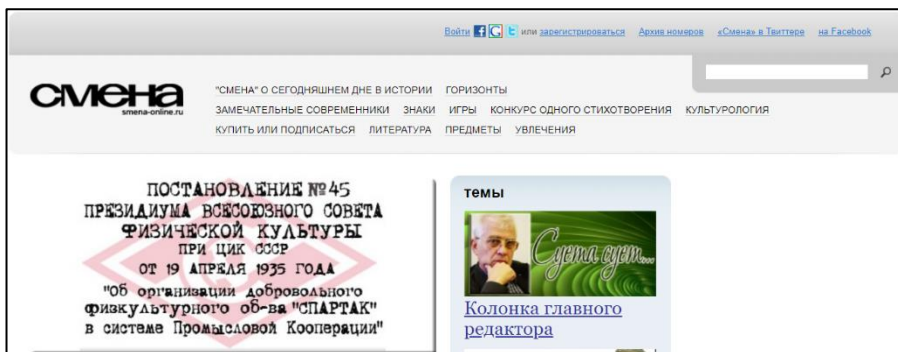 Войти или зарегистрироваться Архив номеров «Смена» в Твиттере на Facebook
смена
smena-online.ru
"СМЕНА" О СЕГОДНЯШНЕМ ДНЕ В ИСТОРИИ ГОРИЗОНТЫ
ЗАМЕЧАТЕЛЬНЫЕ СОВРЕМЕННИКИ ЗНАКИ ИГРЫ КОНКУРС ОДНОГО СТИХОТВОРЕНИЯ КУЛЬТУРОЛОГИЯ
КУПИТЬ ИЛИ ПОДПИСАТЬСЯ ЛИТЕРАТУРА ПРЕДМЕТЫ УВЛЕЧЕНИЯ
ПОСТАНОВЛЕНИЕ №45
ПРЕЗИДИУМА ВСЕСОЮЗНОГО СОВЕТА
ФИЗИЧЕСКОЙ КУЛЬТУРЫ
ПРИ ЦИК СССР
ОТ 19 АПРЕЛЯ 1935 ГОДА
"Об организации добровольного
физкультурного об-ва "СПАРТАК"
в системе Промысловой Кооперации"
темы
Суета сует...
Колонка главного
редактора